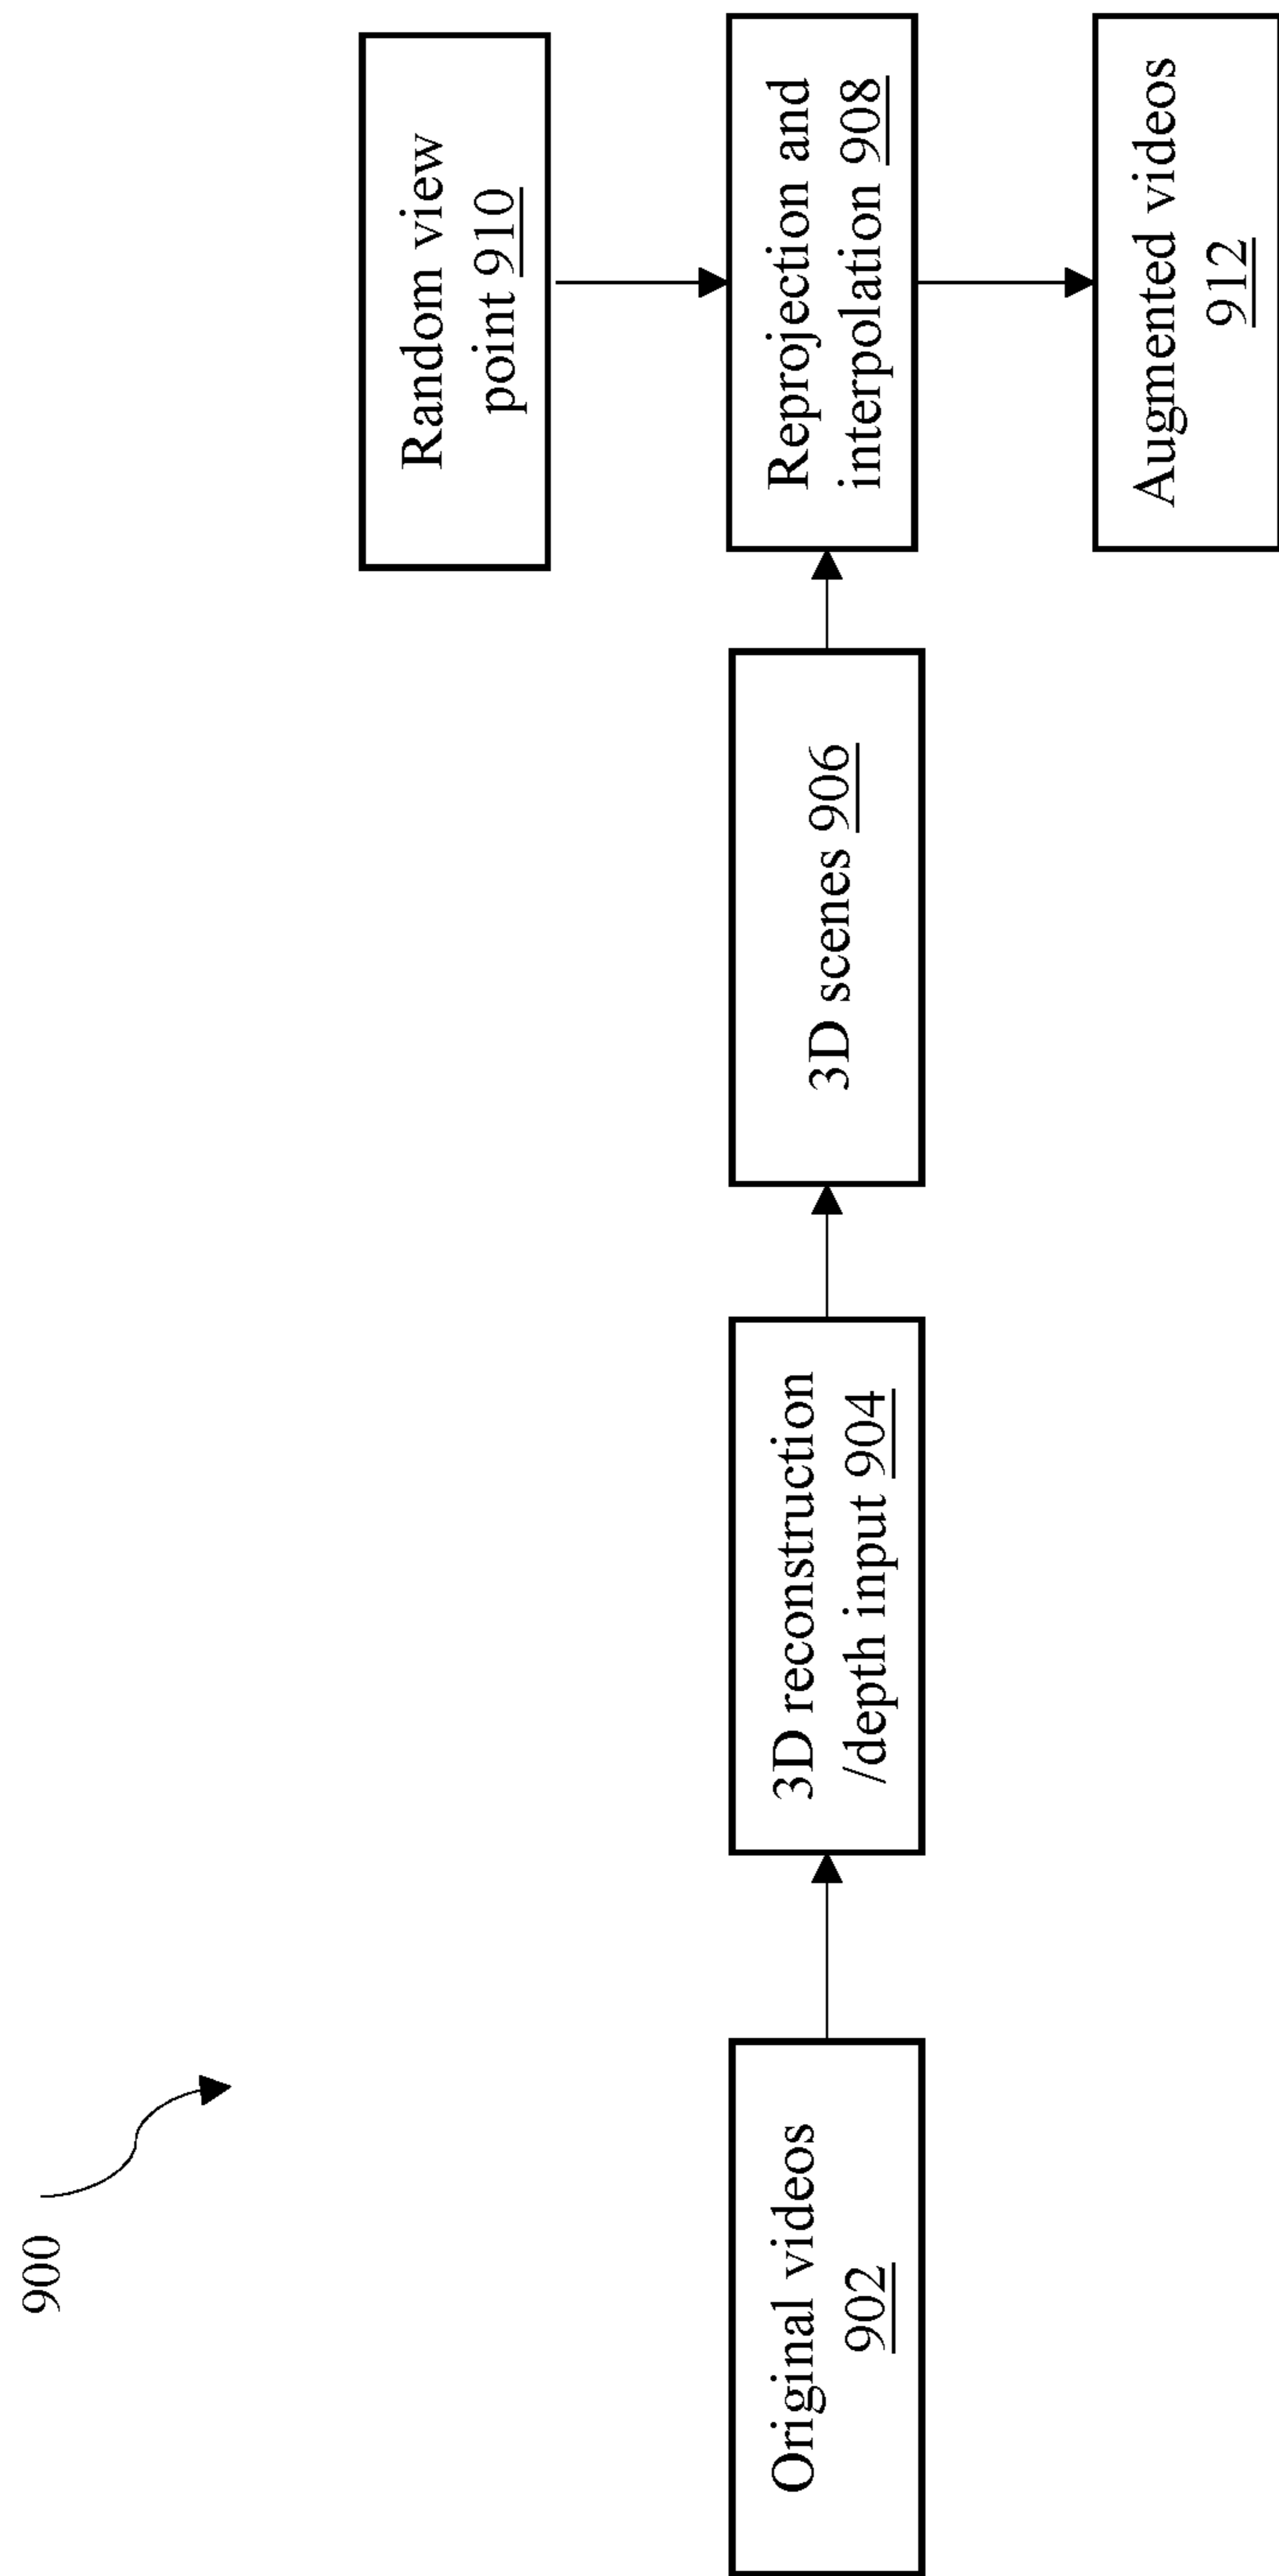 900
Original videos
902
3D reconstruction
/depth input 904
3D scenes 906
Random view
point 910
Reprojection and
interpolation 908
Augmented videos
912